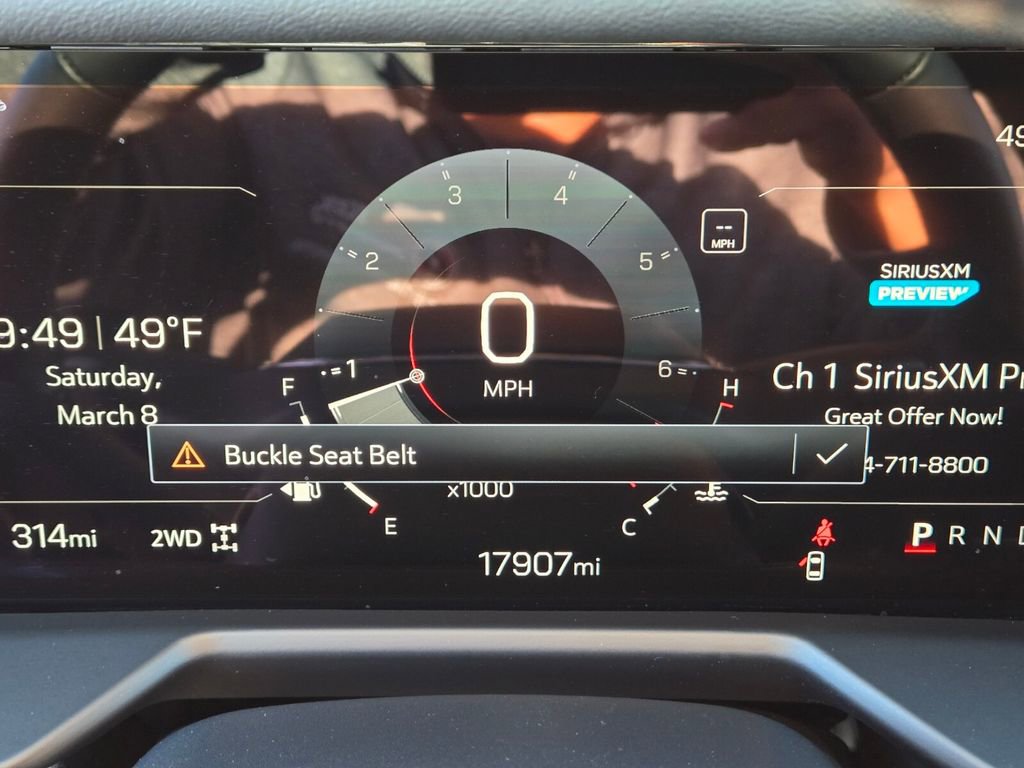 49
3 4
2 5
-- MPH
SIRIUSXM
PREVIEW
9:49 | 49°F
0
Saturday,
March 8
1 6
F H
MPH
Ch 1 SiriusXM Pr
Great Offer Now!
Buckle Seat Belt
4-711-8800
x1000
E C
314mi 2WD
P R N D
17907mi